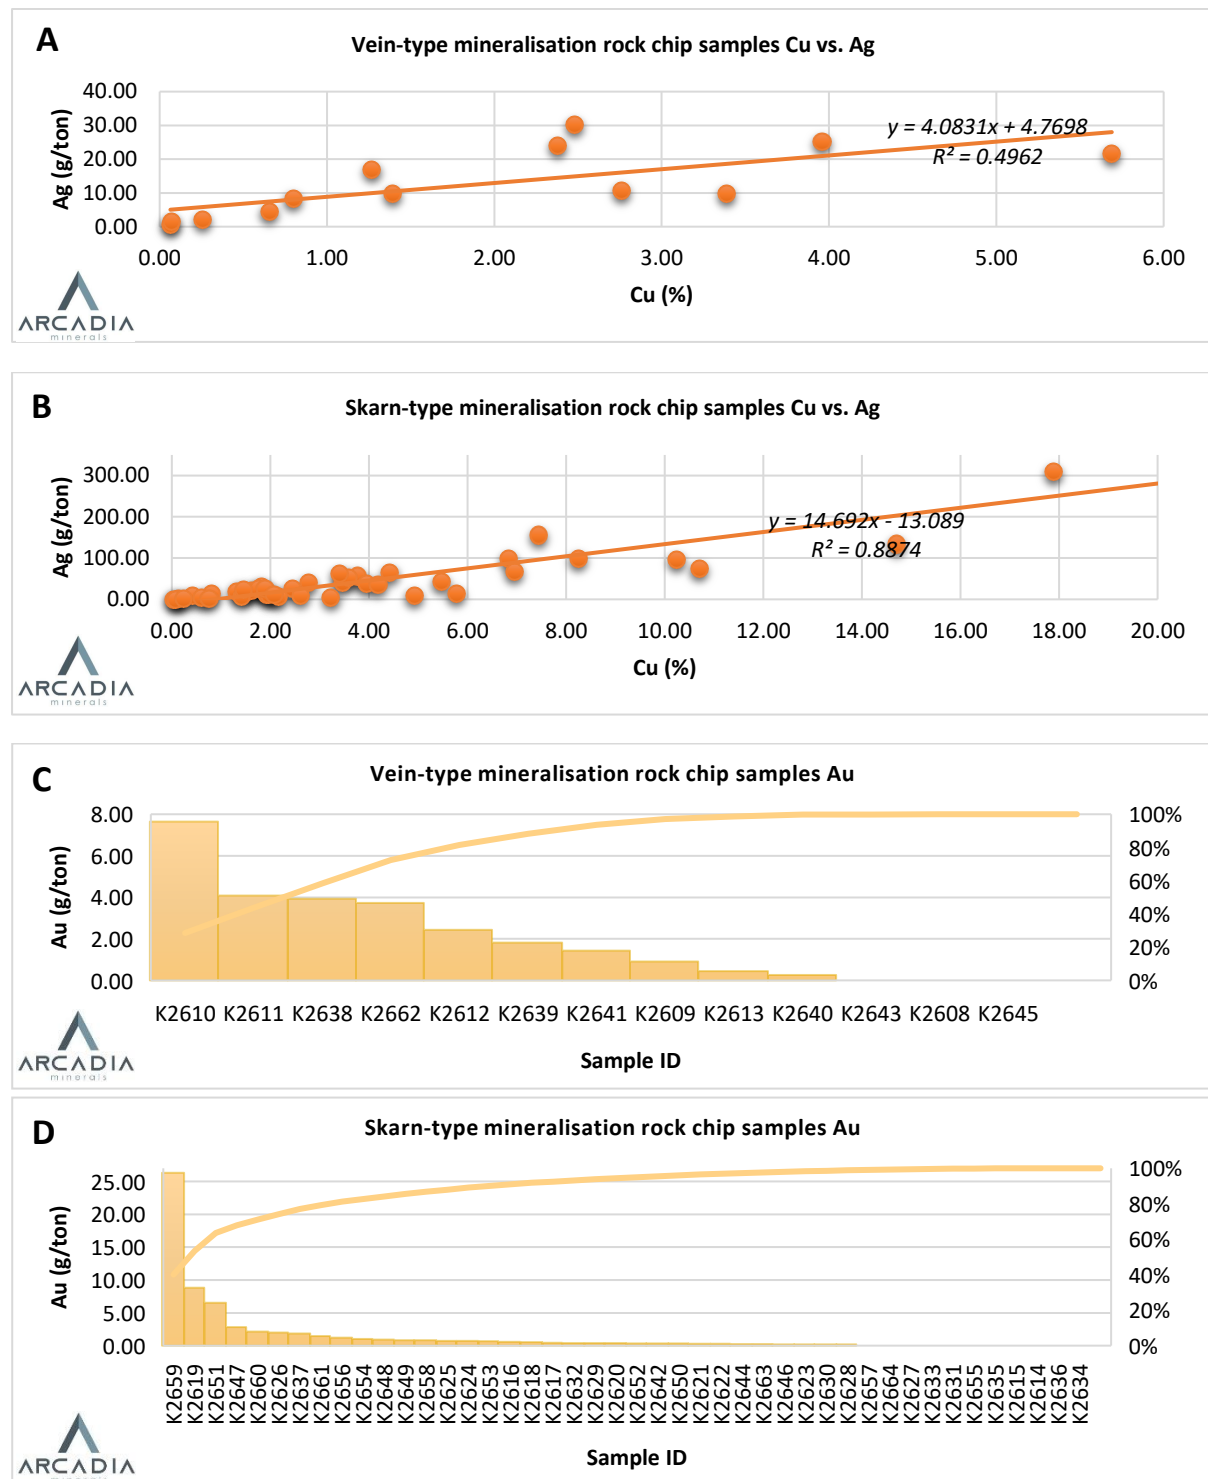 A
Vein-type mineralisation rock chip samples Cu vs. Ag
Ag (g/ton)
40.00
30.00
20.00
10.00
0.00
y = 4.0831x + 4.7698
R² = 0.4962
0.00 1.00 2.00 3.00 4.00 5.00 6.00
Cu (%)
ARCADIA
minerals
B
Skarn-type mineralisation rock chip samples Cu vs. Ag
Ag (g/ton)
300.00
200.00
100.00
0.00
y = 14.692x - 13.089
R² = 0.8874
0.00 2.00 4.00 6.00 8.00 10.00 12.00 14.00 16.00 18.00 20.00
Cu (%)
ARCADIA
minerals
C
Vein-type mineralisation rock chip samples Au
Au (g/ton)
8.00
6.00
4.00
2.00
0.00
100%
80%
60%
40%
20%
0%
K2610 K2611 K2638 K2662 K2612 K2639 K2641 K2609 K2613 K2640 K2643 K2608 K2645
Sample ID
ARCADIA
minerals
D
Skarn-type mineralisation rock chip samples Au
Au (g/ton)
25.00
20.00
15.00
10.00
5.00
0.00
100%
80%
60%
40%
20%
0%
K2659 K2619 K2651 K2647 K2660 K2626 K2637 K2661 K2656 K2654 K2648 K2649 K2658 K2625 K2624 K2653 K2616 K2618 K2617 K2632 K2629 K2620 K2652 K2642 K2650 K2621 K2622 K2644 K2663 K2646 K2623 K2630 K2628 K2657 K2664 K2627 K2633 K2631 K2655 K2635 K2615 K2614 K2636 K2634
Sample ID
ARCADIA
minerals